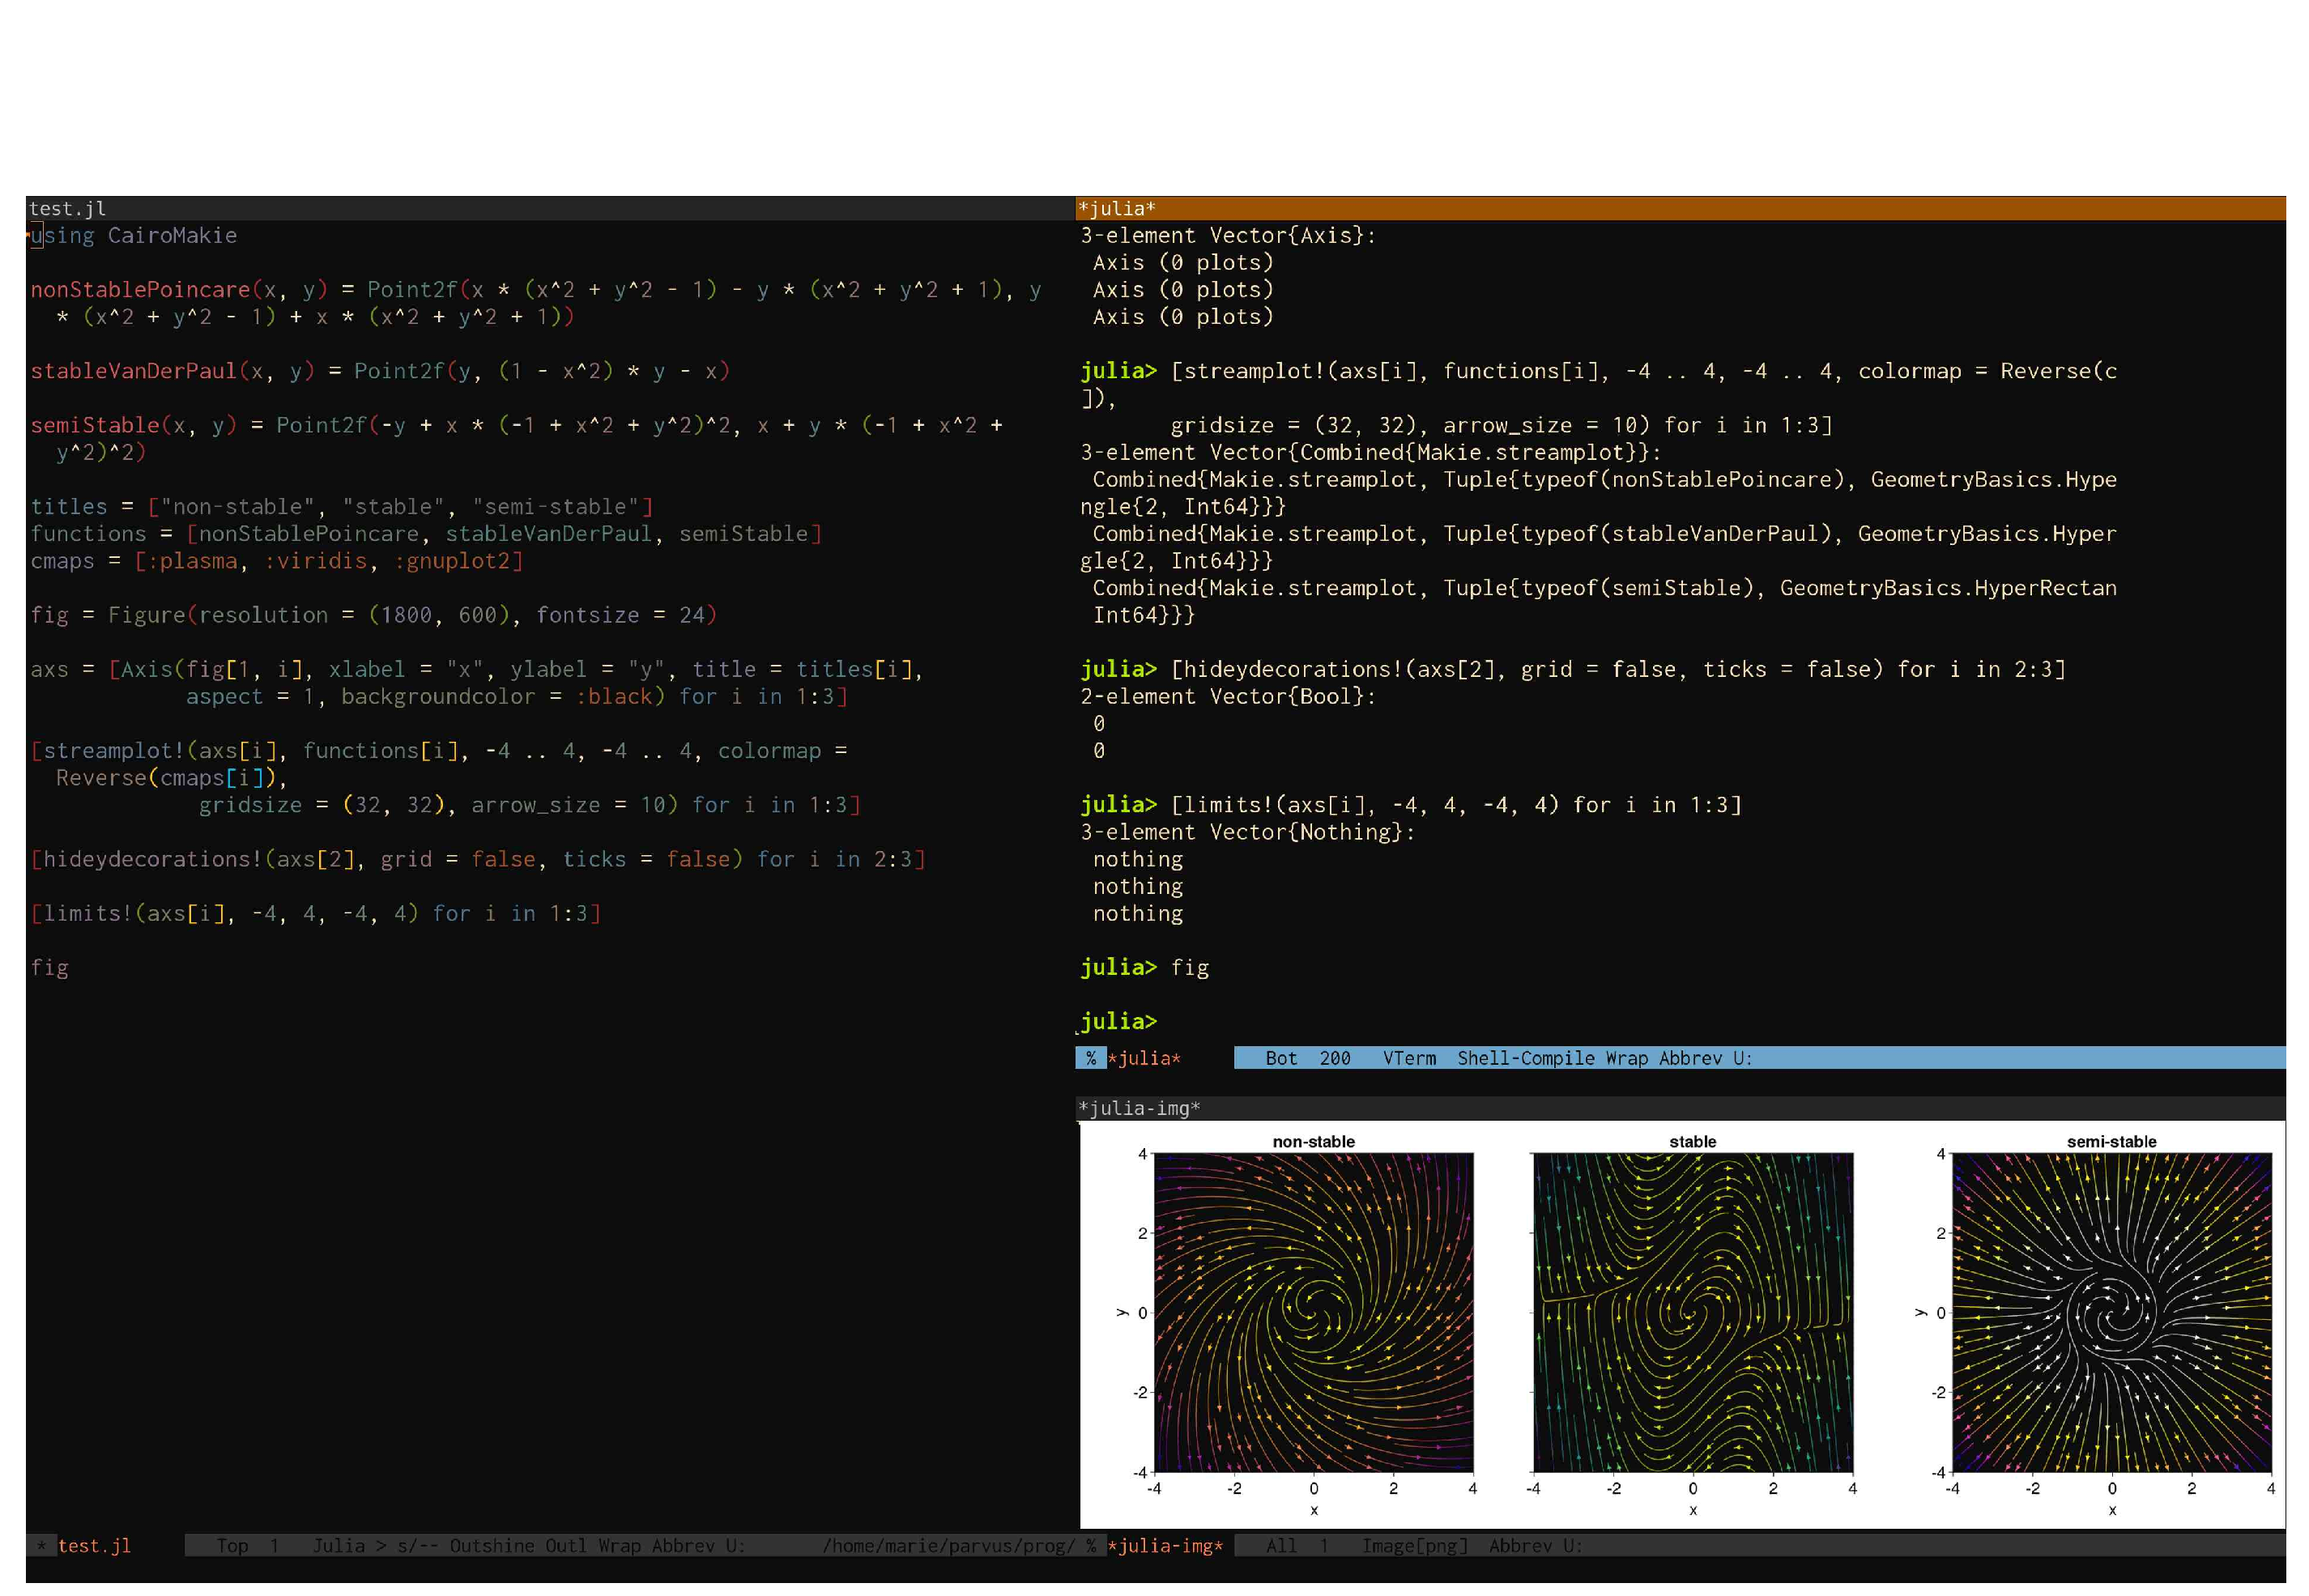 test.jl
using CairoMakie
nonStablePoincare(x, y) = Point2f(x * (x^2 + y^2 - 1) - y * (x^2 + y^2 + 1), y
* (x^2 + y^2 - 1) + x * (x^2 + y^2 + 1))
stableVanDerPaul(x, y) = Point2f(y, (1 - x^2) * y - x)
semiStable(x, y) = Point2f(-y + x * (-1 + x^2 + y^2)^2, x + y * (-1 + x^2 +
y^2)^2)
titles = ["non-stable", "stable", "semi-stable"]
functions = [nonStablePoincare, stableVanDerPaul, semiStable]
cmaps = [:plasma, :viridis, :gnuplot2]
fig = Figure(resolution = (1800, 600), fontsize = 24)
axs = [Axis(fig[1, i], xlabel = "x", ylabel = "y", title = titles[i],
aspect = 1, backgroundcolor = :black) for i in 1:3]
[streamplot!(axs[i], functions[i], -4 .. 4, -4 .. 4, colormap =
Reverse(cmaps[i]),
gridsize = (32, 32), arrow_size = 10) for i in 1:3]
[hideydecorations!(axs[2], grid = false, ticks = false) for i in 2:3]
[limits!(axs[i], -4, 4, -4, 4) for i in 1:3]
fig
* test.jl Top 1 Julia > s/-- Outshine Outl Wrap Abbrev U: /home/marie/parvus/prog/
*julia*
3-element Vector{Axis}:
Axis (0 plots)
Axis (0 plots)
Axis (0 plots)
julia> [streamplot!(axs[i], functions[i], -4 .. 4, -4 .. 4, colormap = Reverse(c
]),
gridsize = (32, 32), arrow_size = 10) for i in 1:3]
3-element Vector{Combined{Makie.streamplot}}:
Combined{Makie.streamplot, Tuple{typeof(nonStablePoincare), GeometryBasics.Hype
ngle{2, Int64}}}
Combined{Makie.streamplot, Tuple{typeof(stableVanDerPaul), GeometryBasics.Hyper
gle{2, Int64}}}
Combined{Makie.streamplot, Tuple{typeof(semiStable), GeometryBasics.HyperRectan
Int64}}}
julia> [hideydecorations!(axs[2], grid = false, ticks = false) for i in 2:3]
2-element Vector{Bool}:
0
0
julia> [limits!(axs[i], -4, 4, -4, 4) for i in 1:3]
3-element Vector{Nothing}:
nothing
nothing
nothing
julia> fig
julia>
% *julia* Bot 200 VTerm Shell-Compile Wrap Abbrev U:
*julia-img*
non-stable
4
2
y 0
-2
-4
-4 -2 0 2 4
x
stable
-4 -2 0 2 4
x
semi-stable
4
2
y 0
-2
-4
-4 -2 0 2 4
x
% *julia-img* All 1 Image[png] Abbrev U: